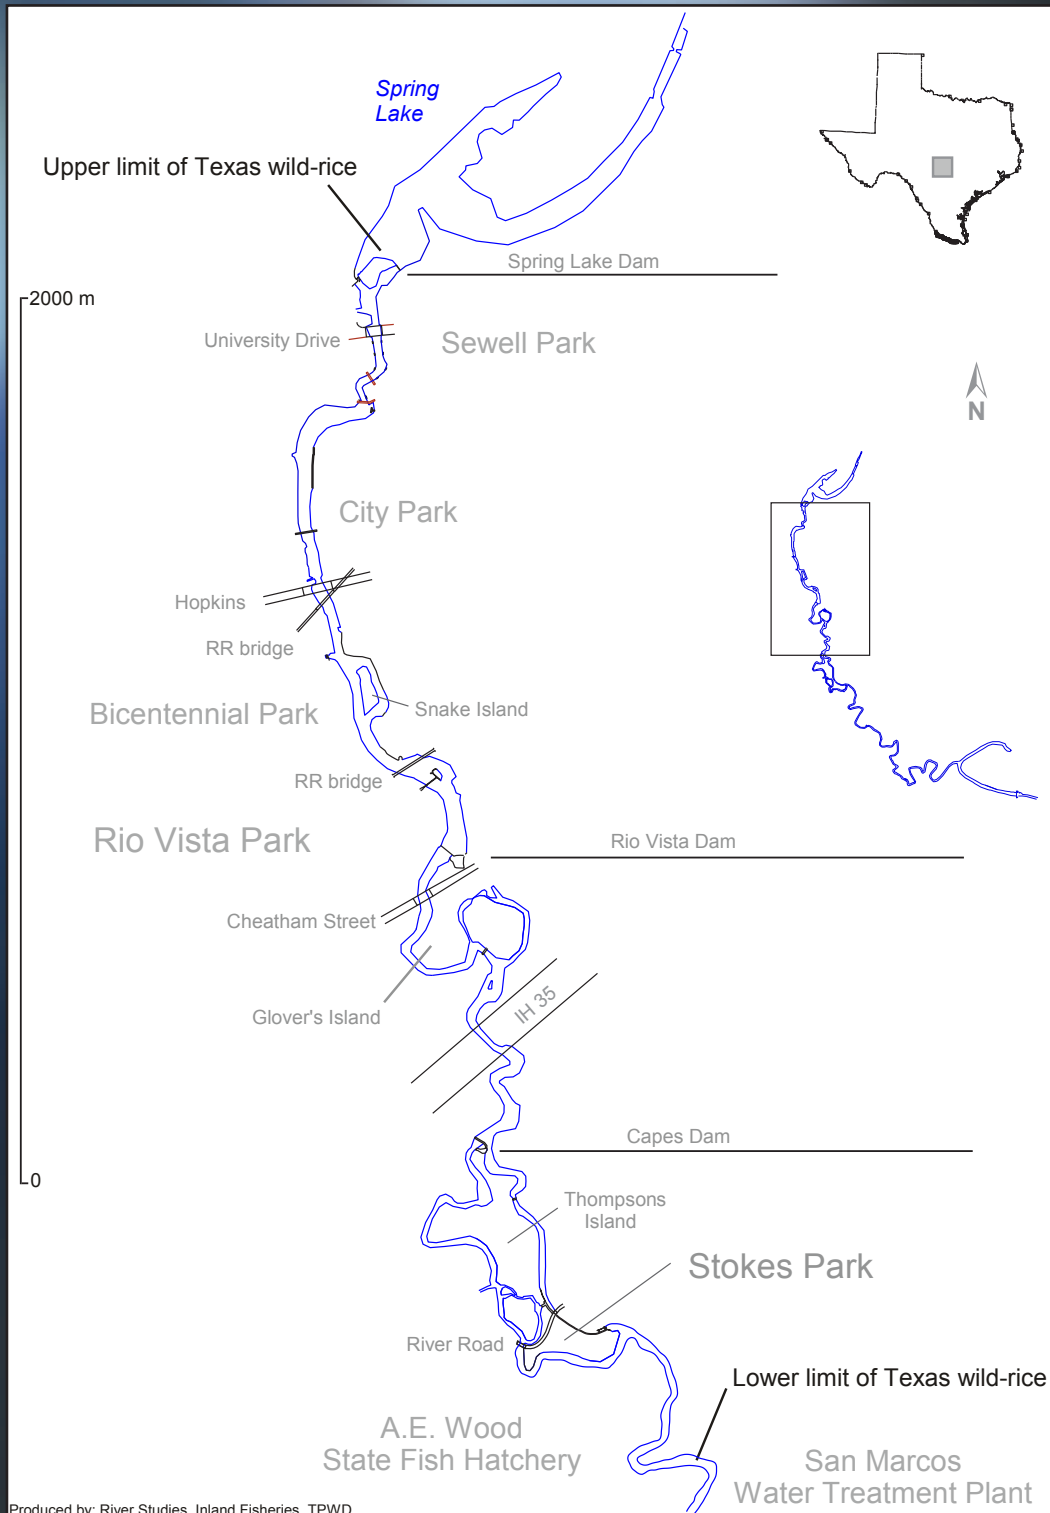 Spring
Lake
Upper limit of Texas wild-rice
Spring Lake Dam
2000 m
University Drive
Sewell Park
N
City Park
Hopkins
RR bridge
Bicentennial Park
Snake Island
RR bridge
Rio Vista Park
Rio Vista Dam
Cheatham Street
Glover's Island
IH 35
Capes Dam
0
Thompsons
Island
Stokes Park
River Road
Lower limit of Texas wild-rice
A.E. Wood
State Fish Hatchery
San Marcos
Water Treatment Plant
Produced by: River Studies, Inland Fisheries, TPWD